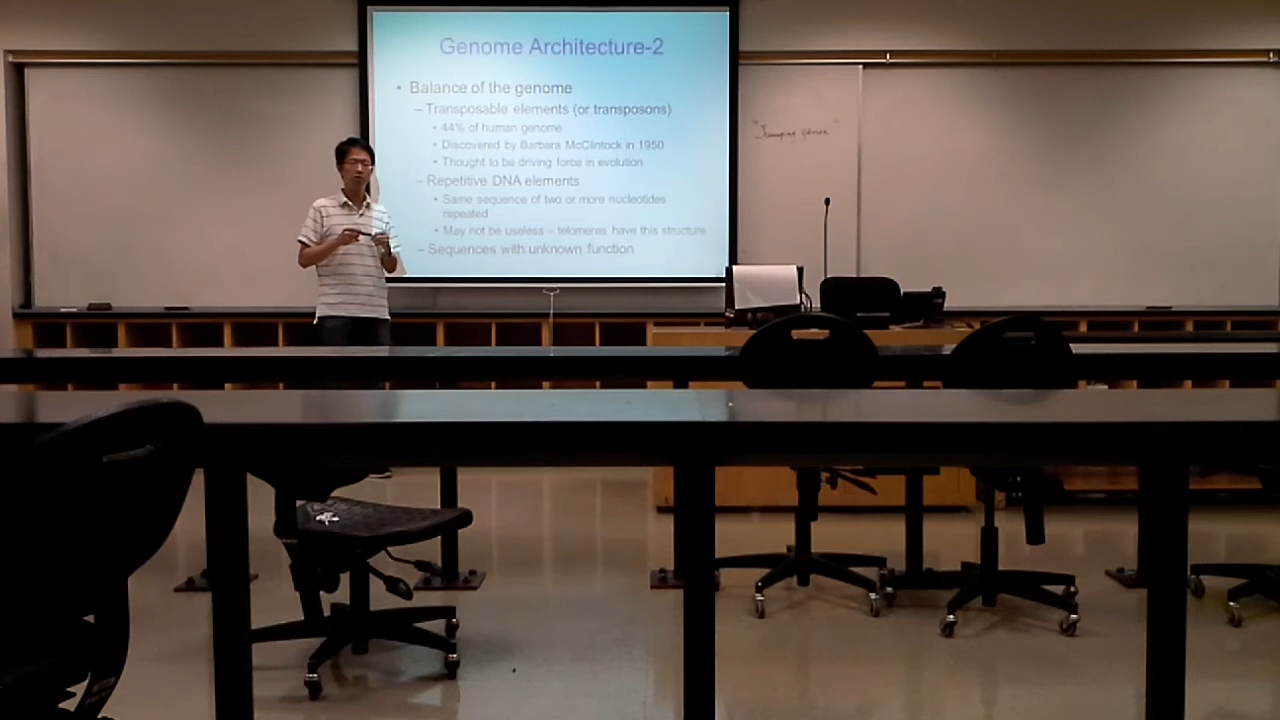 Genome Architecture-2
• Balance of the genome
– Transposable elements (or transposons)
• 44% of human genome
• Discovered by Barbara McClintock in 1950
• Thought to be driving force in evolution
– Repetitive DNA elements
• Same sequence of two or more nucleotides
repeated
• May not be useless – telomeres have this structure
– Sequences with unknown function
"Jumping genes"